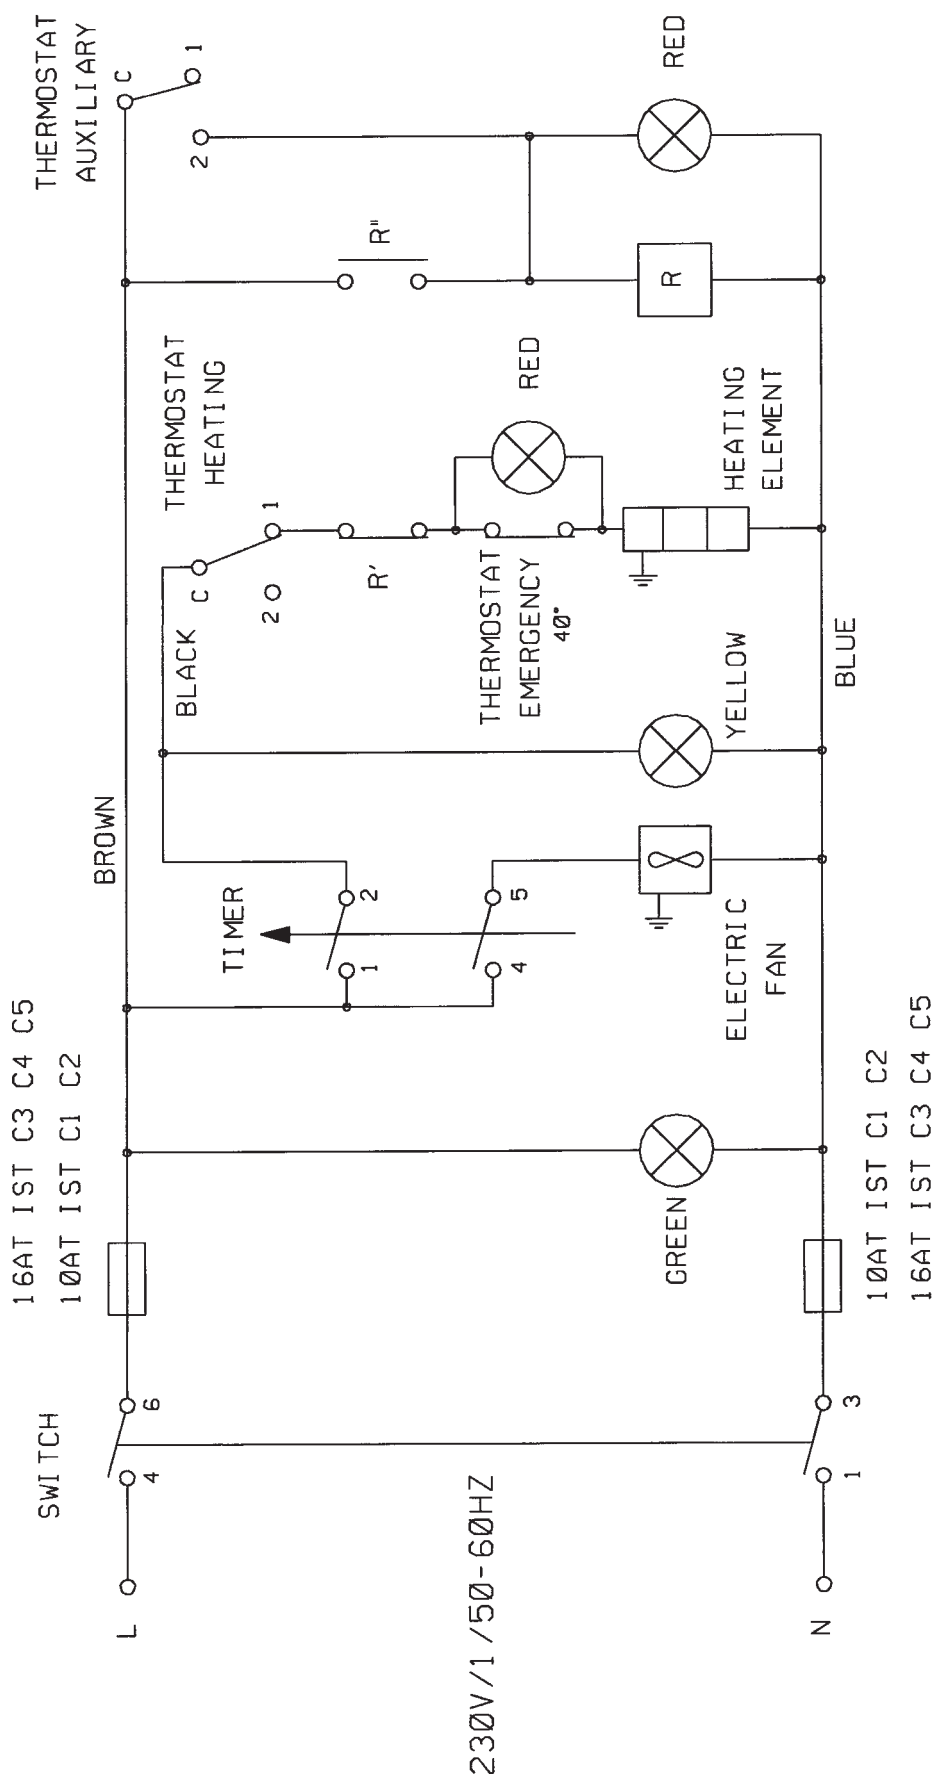 230V/1/50-60HZ
L
SWITCH
4
6
16AT IST C3 C4 C5
10AT IST C1 C2
BROWN
THERMOSTAT
AUXILIARY
C
1
2
TIMER
1
2
4
5
BLACK
THERMOSTAT
HEATING
C
1
2
R'
R"
THERMOSTAT
EMERGENCY
40°
RED
GREEN
ELECTRIC
FAN
YELLOW
HEATING
ELEMENT
R
RED
N
1
3
10AT IST C1 C2
16AT IST C3 C4 C5
BLUE